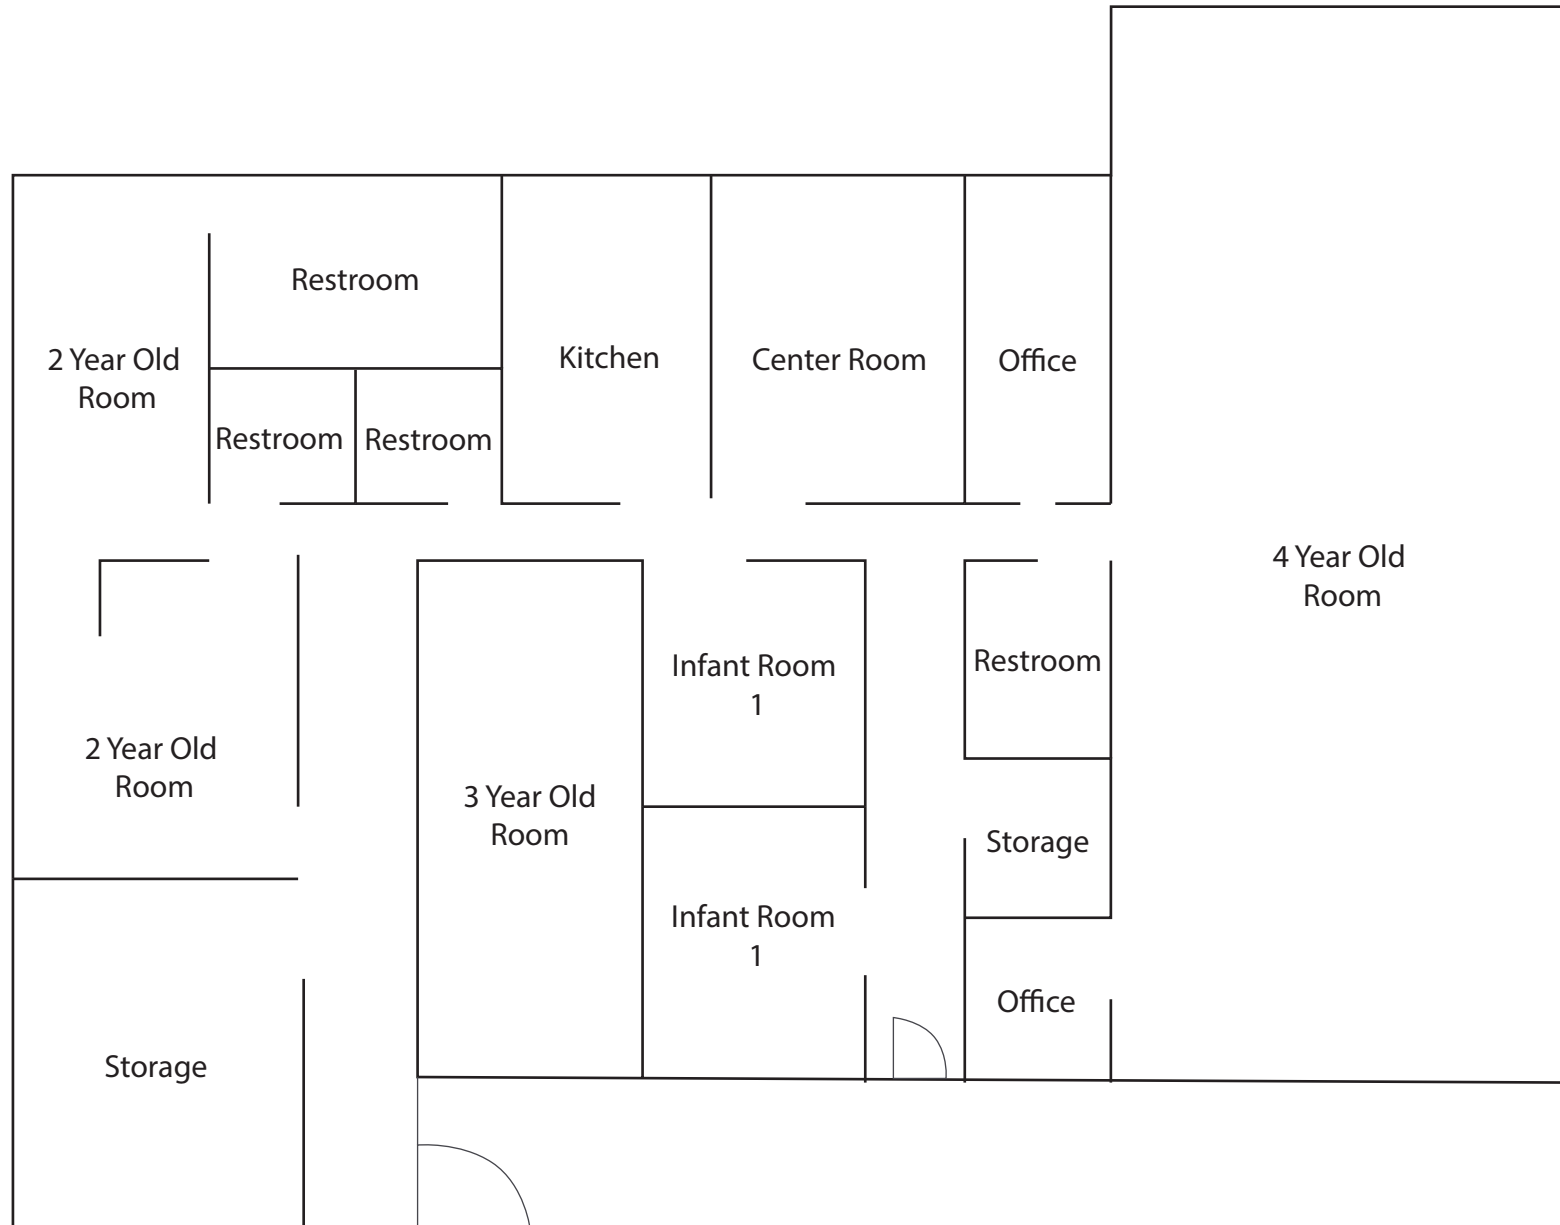 Restroom
2 Year Old
Room
Kitchen
Center Room
Office
Restroom
Restroom
4 Year Old
Room
Infant Room
1
Restroom
2 Year Old
Room
3 Year Old
Room
Storage
Infant Room
1
Office
Storage